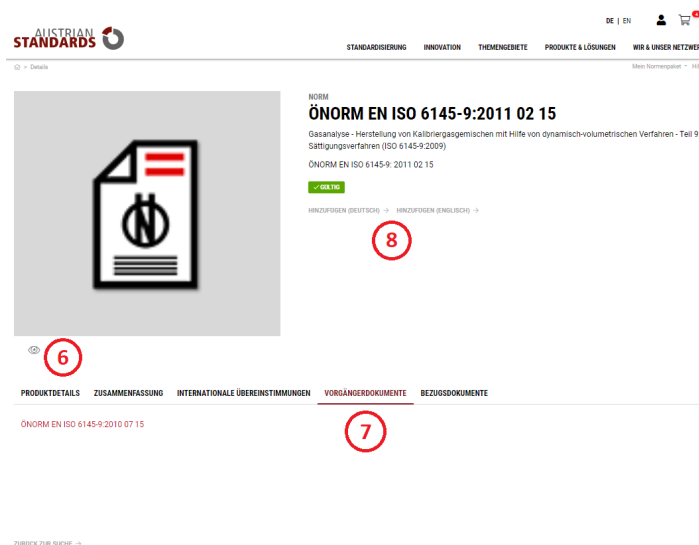 DE | EN
AUSTRIAN
STANDARDS
STANDARDISIERUNG INNOVATION THEMENGEBIETE PRODUKTE & LÖSUNGEN WIR & UNSER NETZWER
> Details
Mein Normenpaket
NORM
ÖNORM EN ISO 6145-9:2011 02 15
Gasanalyse - Herstellung von Kalibriergasgemischen mit Hilfe von dynamisch-volumetrischen Verfahren - Teil 9
Sättigungsverfahren (ISO 6145-9:2009)
ÖNORM EN ISO 6145-9: 2011 02 15
✓ GÜLTIG
HINZUFÜGEN (DEUTSCH) → HINZUFÜGEN (ENGLISCH) →
8
6
PRODUKTDETAILS ZUSAMMENFASSUNG INTERNATIONALE ÜBEREINSTIMMUNGEN VORGÄNGERDOKUMENTE BEZUGSDOKUMENTE
ÖNORM EN ISO 6145-9:2010 07 15
7
ZURÜCK ZUR SUCHE →